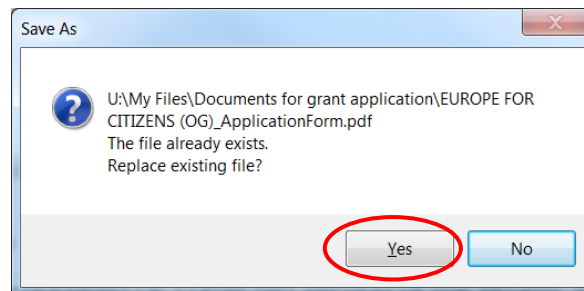 Save As
U:\My Files\Documents for grant application\EUROPE FOR
CITIZENS (OG)_ApplicationForm.pdf
The file already exists.
Replace existing file?
Yes
No